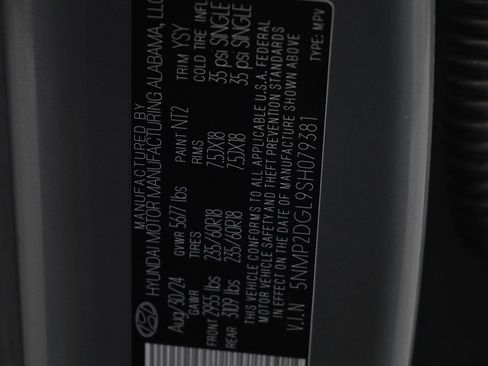 MANUFACTURED BY
HYUNDAI MOTOR MANUFACTURING ALABAMA, LLC
Aug/30/24 GVWR 5677 lbs PAINT NT2 TRIM YSY
GAWR TIRES RIMS COLD TIRE INFL
FRONT 2955 lbs 235/60R18 7.5JX18 35 psi SINGLE
REAR 3109 lbs 235/60R18 7.5JX18 35 psi SINGLE
THIS VEHICLE CONFORMS TO ALL APPLICABLE U.S.A. FEDERAL
MOTOR VEHICLE SAFETY AND THEFT PREVENTION STANDARDS
IN EFFECT ON THE DATE OF MANUFACTURE SHOWN ABOVE
V.I.N 5NMP2DGL9SH079381 TYPE: MPV